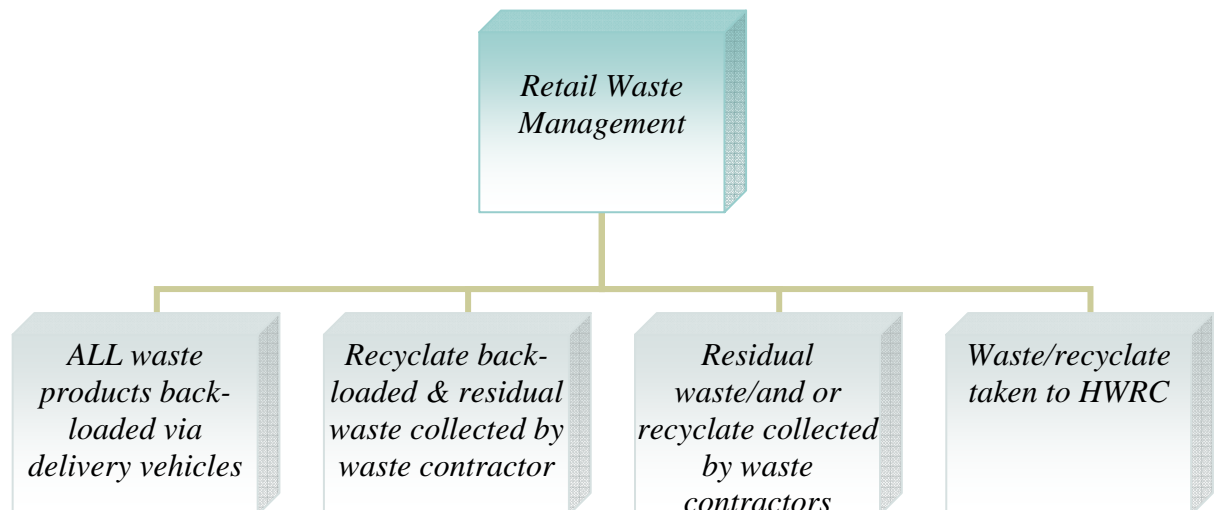 Retail Waste
Management
ALL waste
products back-
loaded via
delivery vehicles
Recyclate back-
loaded & residual
waste collected by
waste contractor
Residual
waste/and or
recyclate collected
by waste
contractors
Waste/recyclate
taken to HWRC